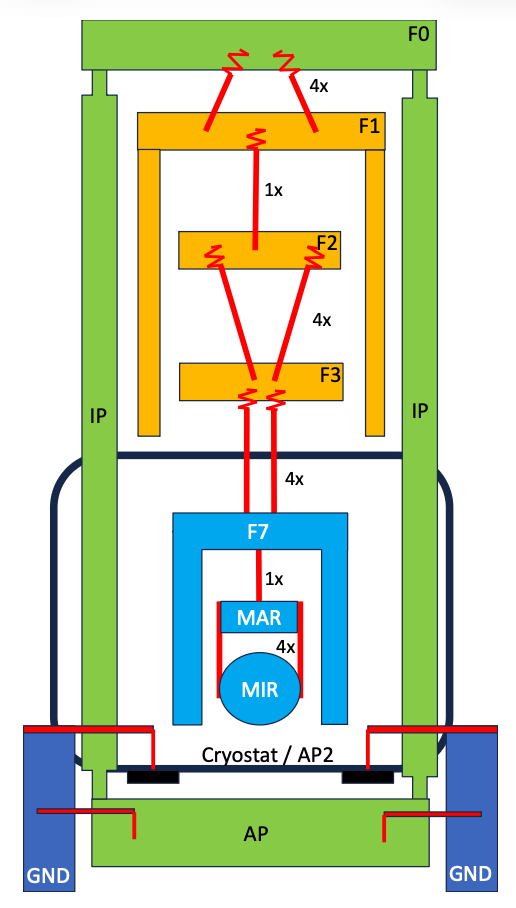 F0
4x
F1
1x
F2
4x
F3
IP
IP
4x
F7
1x
MAR
4x
MIR
Cryostat / AP2
AP
GND
GND